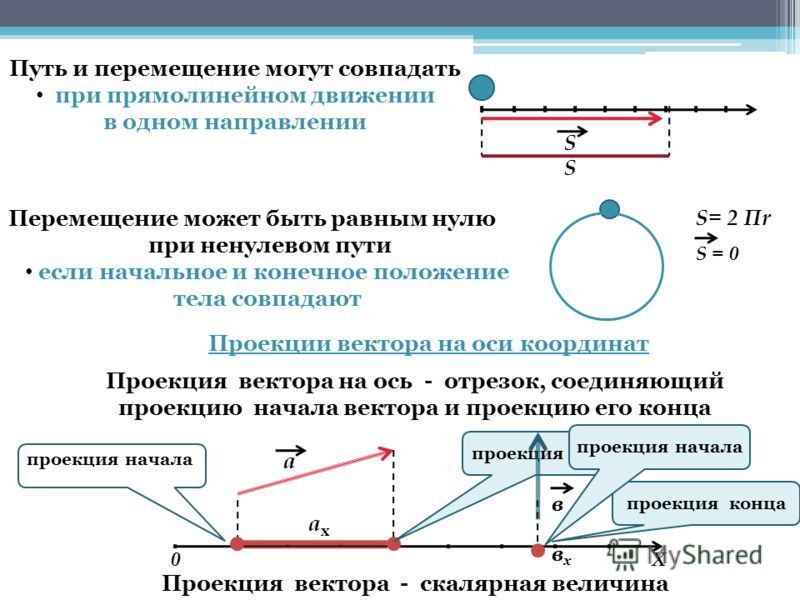 Путь и перемещение могут совпадать
• при прямолинейном движении
в одном направлении
S
S
Перемещение может быть равным нулю
при ненулевом пути
• если начальное и конечное положение
тела совпадают
S= 2 Πr
S = 0
Проекции вектора на оси координат
Проекция вектора на ось - отрезок, соединяющий
проекцию начала вектора и проекцию его конца
проекция начала
a
проекция
проекция начала
в
проекция конца
aх
0
вх
X
MyShared
Проекция вектора - скалярная величина